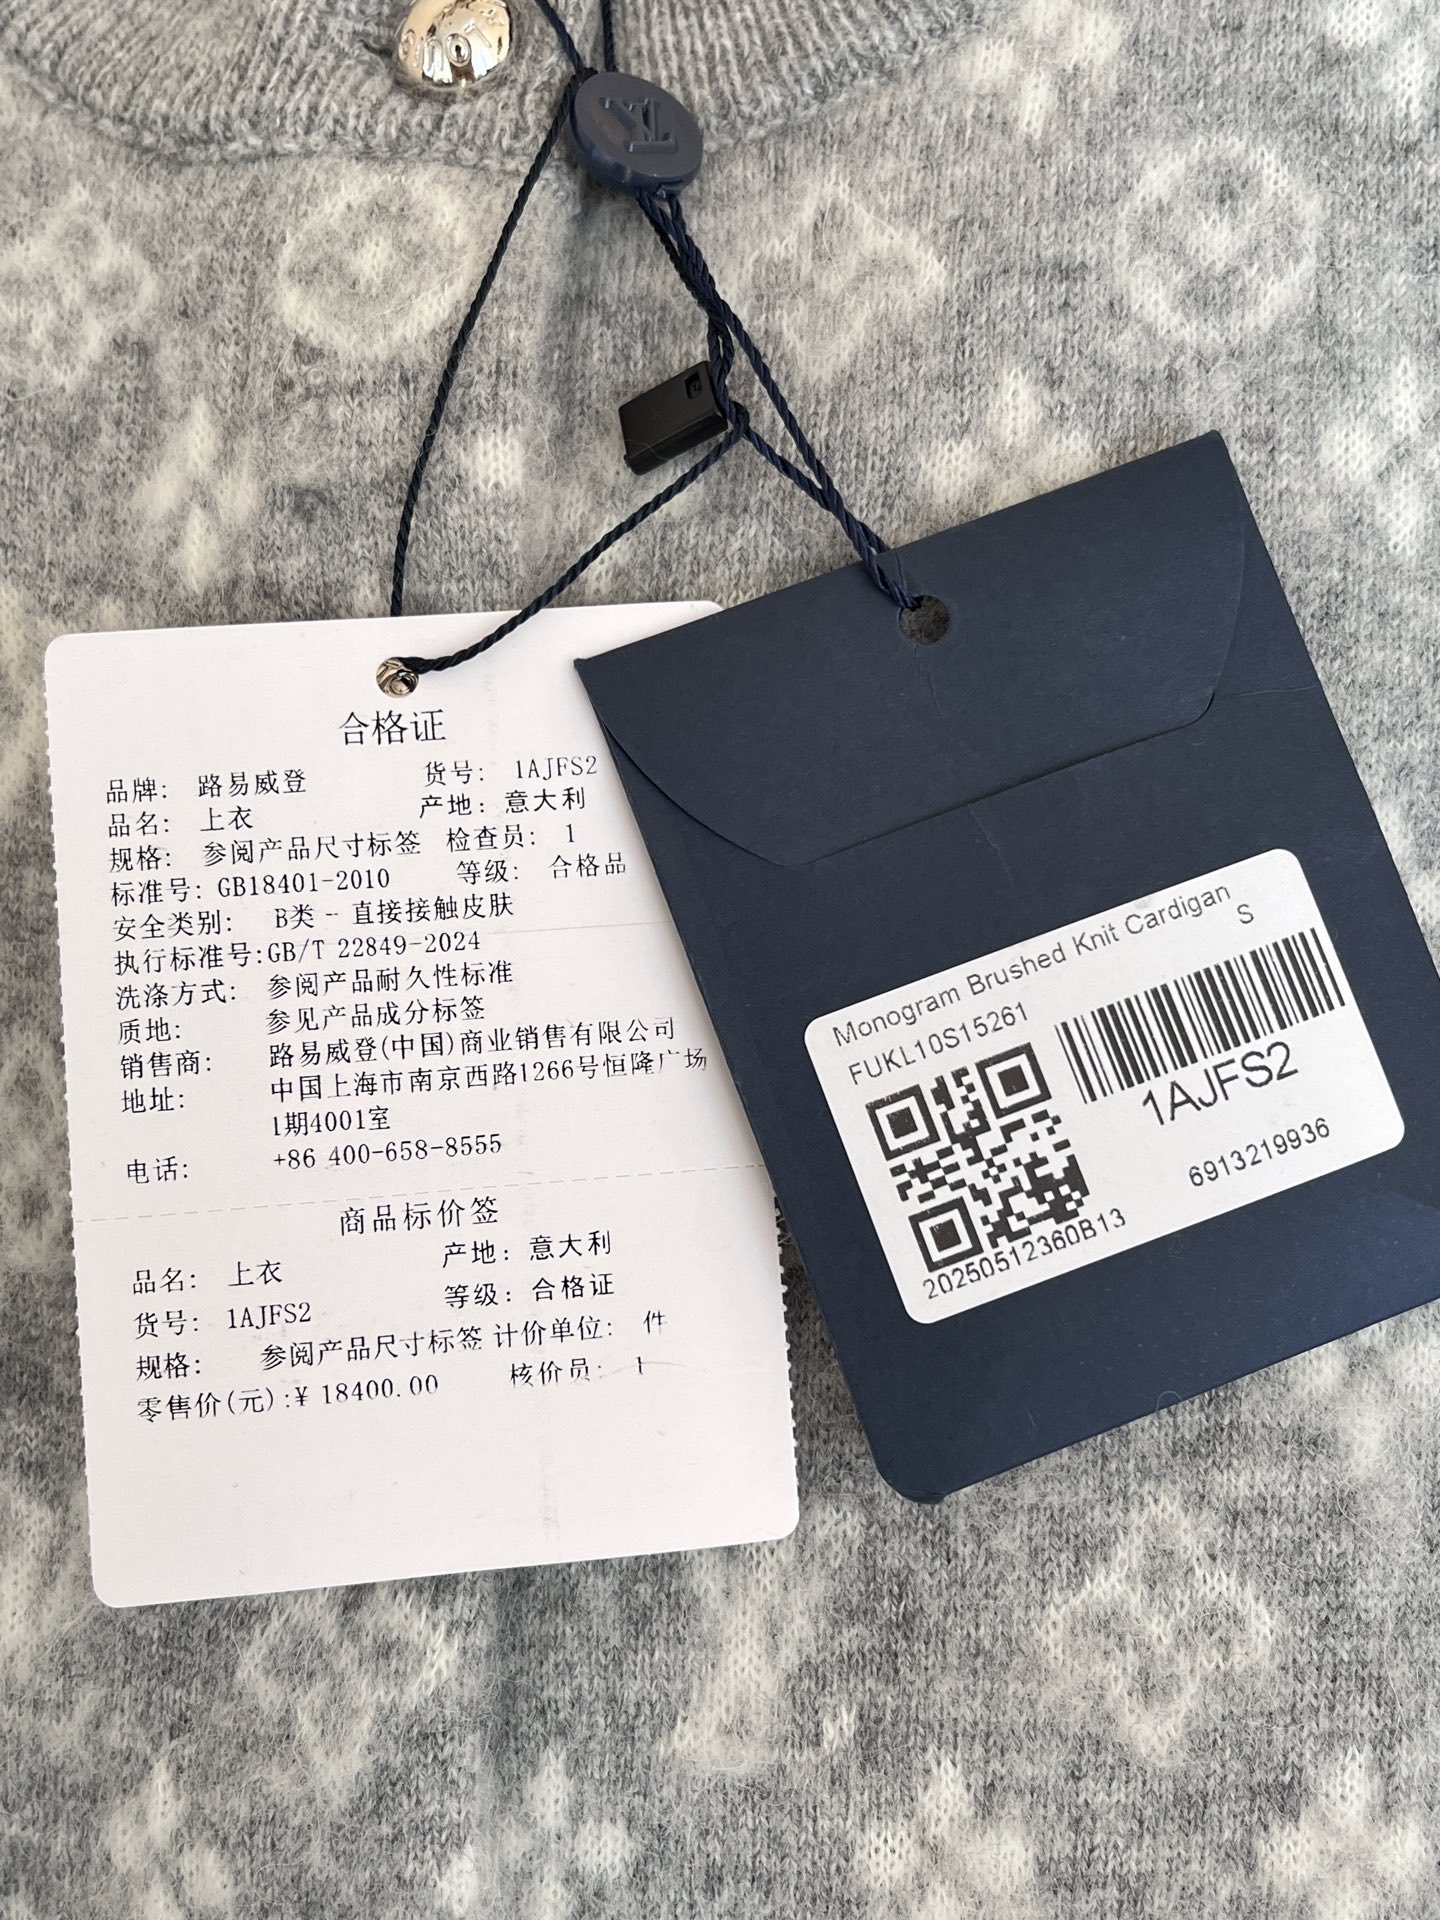 LOUIS
LV
合格证
品牌: 路易威登 货号: 1AJFS2
品名: 上衣 产地: 意大利
规格: 参阅产品尺寸标签 检查员: 1
标准号: GB18401-2010 等级: 合格品
安全类别: B类 - 直接接触皮肤
执行标准号:GB/T 22849-2024
洗涤方式: 参阅产品耐久性标准
质地: 参见产品成分标签
销售商: 路易威登(中国)商业销售有限公司
地址: 中国上海市南京西路1266号恒隆广场
1期4001室
电话: +86 400-658-8555
商品标价签
品名: 上衣 产地: 意大利
货号: 1AJFS2 等级: 合格证
规格: 参阅产品尺寸标签 计价单位: 件
零售价(元):¥ 18400.00 核价员: 1
Monogram Brushed Knit Cardigan
S
FUKL10S15261
1AJFS2
6913219936
20250512360B13